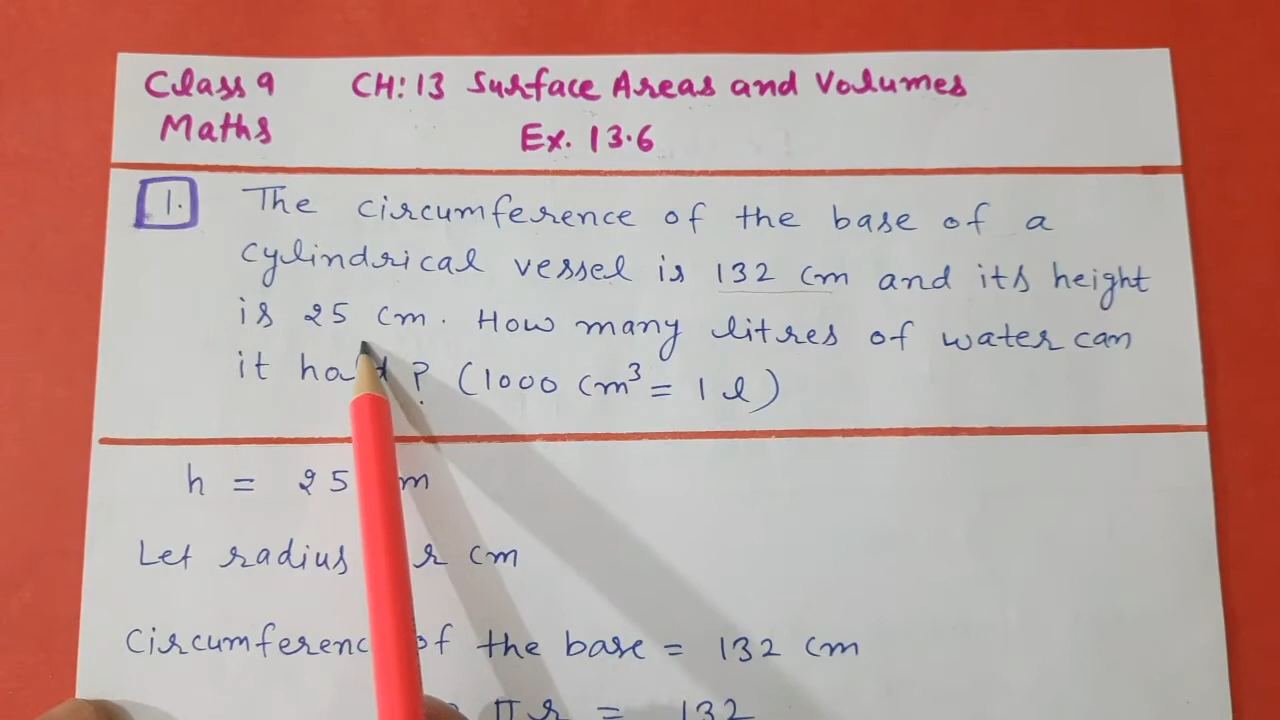 Class 9 CH: 13 Surface Areas and Volumes
Maths Ex. 13.6
1. The circumference of the base of a
cylindrical vessel is 132 cm and its height
is 25 cm. How many litres of water can
it ? (1000 cm³ = 1 l)
h = 25 m
Let radius r cm
of the base = 132 cm
πr = 132